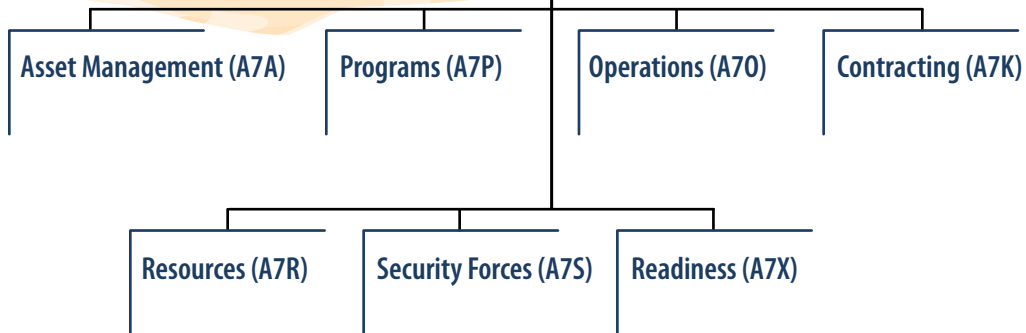 Asset Management (A7A)
Programs (A7P)
Operations (A7O)
Contracting (A7K)
Resources (A7R)
Security Forces (A7S)
Readiness (A7X)